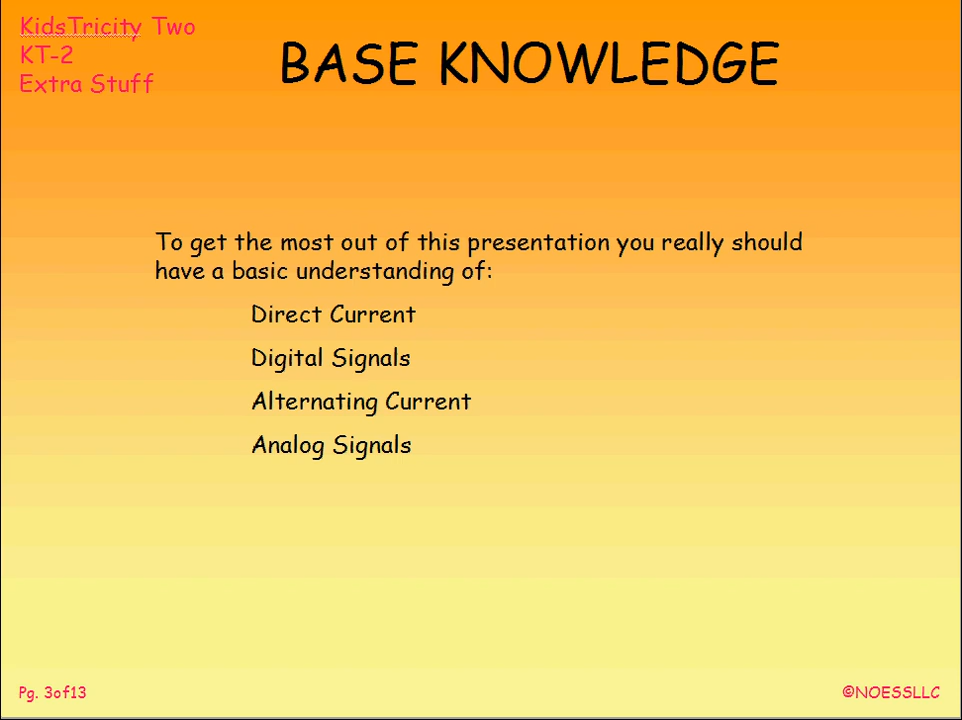 KidsTricity Two
KT-2
Extra Stuff
BASE KNOWLEDGE
To get the most out of this presentation you really should
have a basic understanding of:
Direct Current
Digital Signals
Alternating Current
Analog Signals
Pg. 3of13
©NOESSLLC